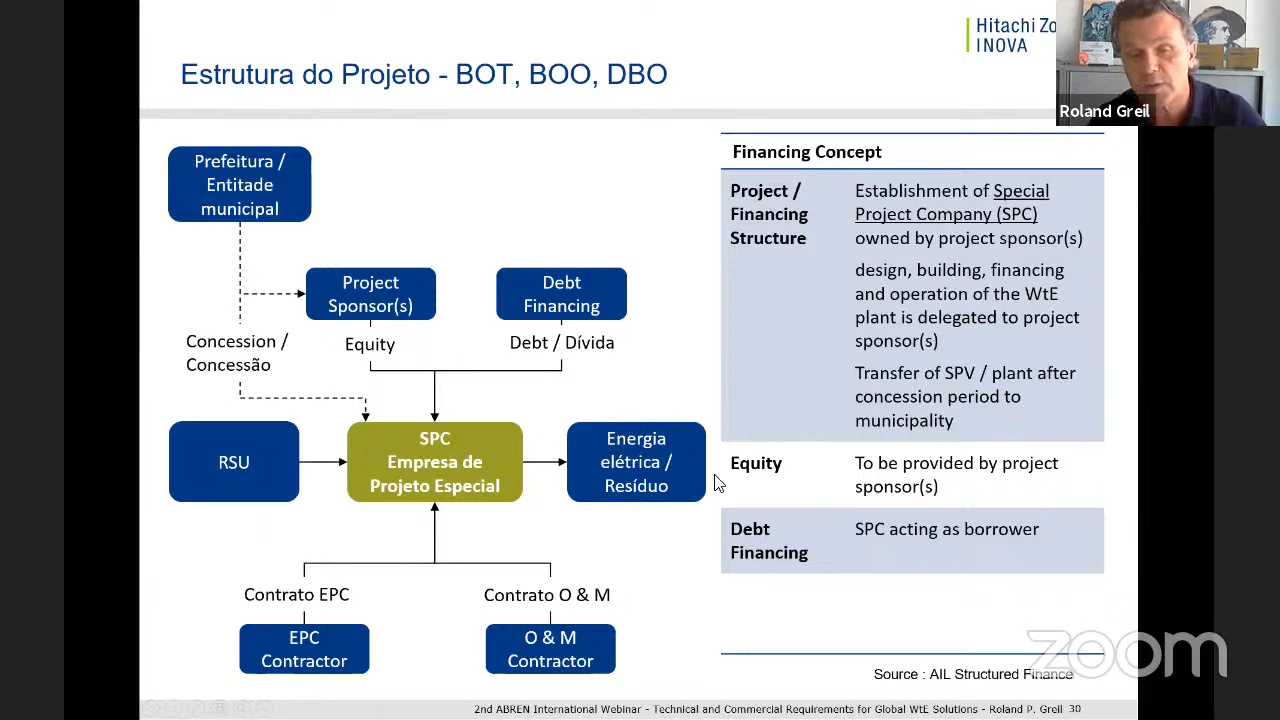 Hitachi Zo
INOVA
Roland Greil
Estrutura do Projeto - BOT, BOO, DBO
Prefeitura /
Entitade
municipal
Project
Sponsor(s)
Debt
Financing
Concession /
Concessão
Equity
Debt / Dívida
RSU
SPC
Empresa de
Projeto Especial
Energia
elétrica /
Resíduo
Contrato EPC
Contrato O & M
EPC
Contractor
O & M
Contractor
Financing Concept
Project /
Financing
Structure
Establishment of Special
Project Company (SPC)
owned by project sponsor(s)
design, building, financing
and operation of the WtE
plant is delegated to project
sponsor(s)
Transfer of SPV / plant after
concession period to
municipality
Equity
To be provided by project
sponsor(s)
Debt
Financing
SPC acting as borrower
zoom
Source : AIL Structured Finance
2nd ABREN International Webinar - Technical and Commercial Requirements for Global WtE Solutions - Roland P. Greil 30